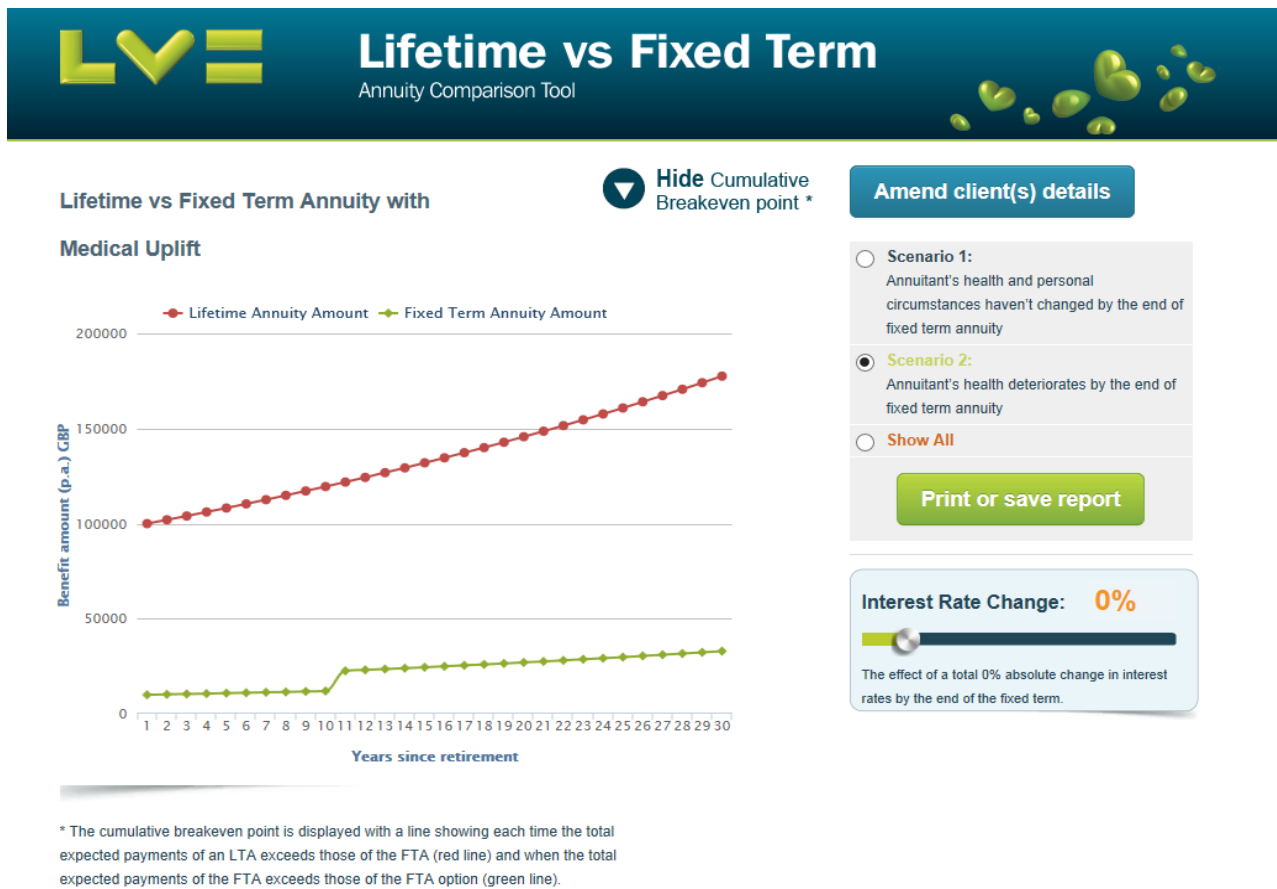 LV=
Lifetime vs Fixed Term
Annuity Comparison Tool
Lifetime vs Fixed Term Annuity with
Medical Uplift
Hide Cumulative
Breakeven point *
Amend client(s) details
Lifetime Annuity Amount
Fixed Term Annuity Amount
200000
150000
100000
50000
0
Benefit amount (p.a.) GBP
1 2 3 4 5 6 7 8 9 10 11 12 13 14 15 16 17 18 19 20 21 22 23 24 25 26 27 28 29 30
Years since retirement
Scenario 1:
Annuitant's health and personal
circumstances haven't changed by the end of
fixed term annuity
Scenario 2:
Annuitant's health deteriorates by the end of
fixed term annuity
Show All
Print or save report
Interest Rate Change: 0%
The effect of a total 0% absolute change in interest
rates by the end of the fixed term.
* The cumulative breakeven point is displayed with a line showing each time the total
expected payments of an LTA exceeds those of the FTA (red line) and when the total
expected payments of the FTA exceeds those of the FTA option (green line).